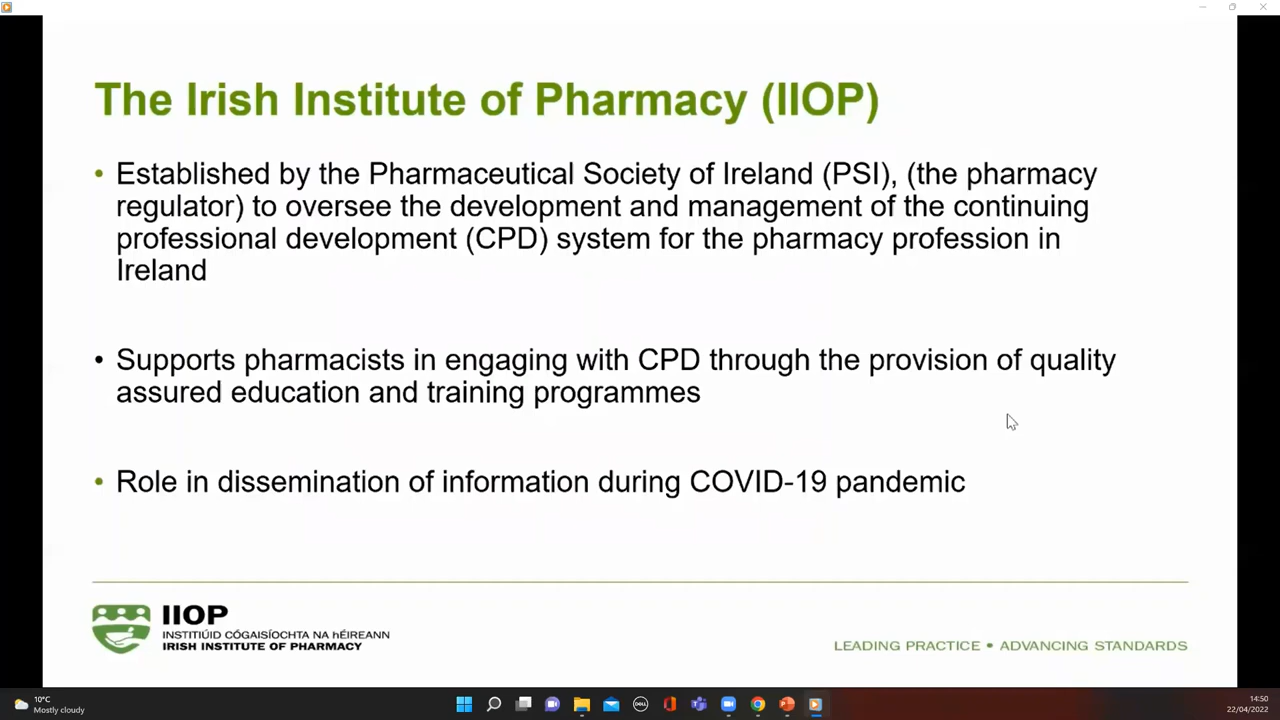 The Irish Institute of Pharmacy (IIOP)
• Established by the Pharmaceutical Society of Ireland (PSI), (the pharmacy
regulator) to oversee the development and management of the continuing
professional development (CPD) system for the pharmacy profession in
Ireland
• Supports pharmacists in engaging with CPD through the provision of quality
assured education and training programmes
• Role in dissemination of information during COVID-19 pandemic
IIOP
INSTITIÚID CÓGAISÍOCHTA NA hÉIREANN
IRISH INSTITUTE OF PHARMACY
LEADING PRACTICE • ADVANCING STANDARDS
10°C
Mostly cloudy
DELL
14:50
22/04/2022